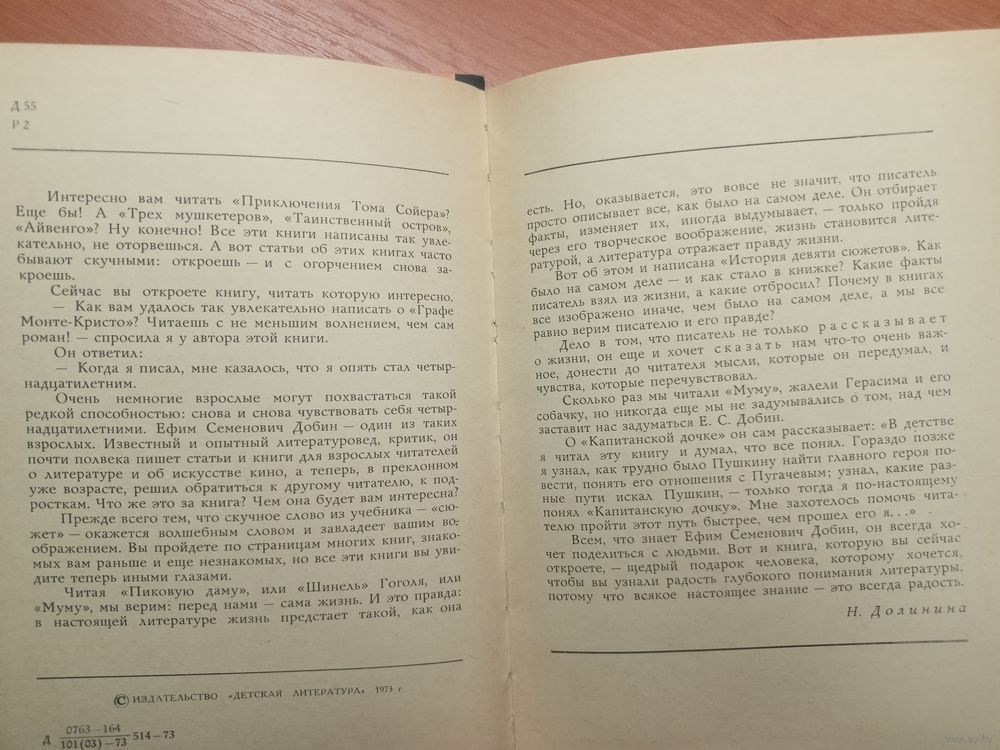 Д 55
Р 2
Интересно вам читать «Приключения Тома Сойера»?
Еще бы! А «Трех мушкетеров», «Таинственный остров»,
«Айвенго»? Ну конечно! Все эти книги написаны так увле-
кательно, не оторвешься. А вот статьи об этих книгах часто
бывают скучными: откроешь — и с огорчением снова за-
кроешь.
Сейчас вы откроете книгу, читать которую интересно.
— Как вам удалось так увлекательно написать о «Графе
Монте-Кристо»? Читаешь с не меньшим волнением, чем сам
роман! — спросила я у автора этой книги.
Он ответил:
— Когда я писал, мне казалось, что я опять стал четыр-
надцатилетним.
Очень немногие взрослые могут похвастаться такой
редкой способностью: снова и снова чувствовать себя четыр-
надцатилетними. Ефим Семенович Добин — один из таких
взрослых. Известный и опытный литературовед, критик, он
почти полвека пишет статьи и книги для взрослых читателей
о литературе и об искусстве кино, а теперь, в преклонном
уже возрасте, решил обратиться к другому читателю, к под-
росткам. Что же это за книга? Чем она будет вам интересна?
Прежде всего тем, что скучное слово из учебника — «сю-
жет» — окажется волшебным словом и завладеет вашим во-
ображением. Вы пройдете по страницам многих книг, знако-
мых вам раньше и еще незнакомых, но все эти книги вы уви-
дите теперь иными глазами.
Читая «Пиковую даму», или «Шинель» Гоголя, или
«Муму», мы верим: перед нами — сама жизнь. И это правда:
в настоящей литературе жизнь предстает такой, как она
© ИЗДАТЕЛЬСТВО «ДЕТСКАЯ ЛИТЕРАТУРА» 1973 г.
Д 0763—164
101(03)—73 514—73
есть. Но, оказывается, это вовсе не значит, что писатель
просто описывает все, как было на самом деле. Он отбирает
факты, изменяет их, иногда выдумывает, — только пройдя
через его творческое воображение, жизнь становится лите-
ратурой, а литература отражает правду жизни.
Вот об этом и написана «История девяти сюжетов». Как
было на самом деле — и как стало в книжке? Какие факты
писатель взял из жизни, а какие отбросил? Почему в книгах
все изображено иначе, чем было на самом деле, а мы все
равно верим писателю и его правде?
Дело в том, что писатель не только рассказывает
о жизни, он еще и хочет сказать нам что-то очень важ-
ное, донести до читателя мысли, которые он передумал, и
чувства, которые перечувствовал.
Сколько раз мы читали «Муму», жалели Герасима и его
собачку, но никогда еще мы не задумывались о том, над чем
заставит нас задуматься Е. С. Добин.
О «Капитанской дочке» он сам рассказывает: «В детстве
я читал эту книгу и думал, что все понял. Гораздо позже
я узнал, как трудно было Пушкину найти главного героя по-
вести, понять его отношения с Пугачевым; узнал, какие раз-
ные пути искал Пушкин, — только тогда я по-настоящему
понял «Капитанскую дочку». Мне захотелось помочь чита-
телю пройти этот путь быстрее, чем прошел его я...»
Всем, что знает Ефим Семенович Добин, он всегда хо-
чет поделиться с людьми. Вот и книга, которую вы сейчас
откроете, — щедрый подарок человека, которому хочется,
чтобы вы узнали радость глубокого понимания литературы,
потому что всякое настоящее знание — это всегда радость.
Н. Долинина
www.ay.by